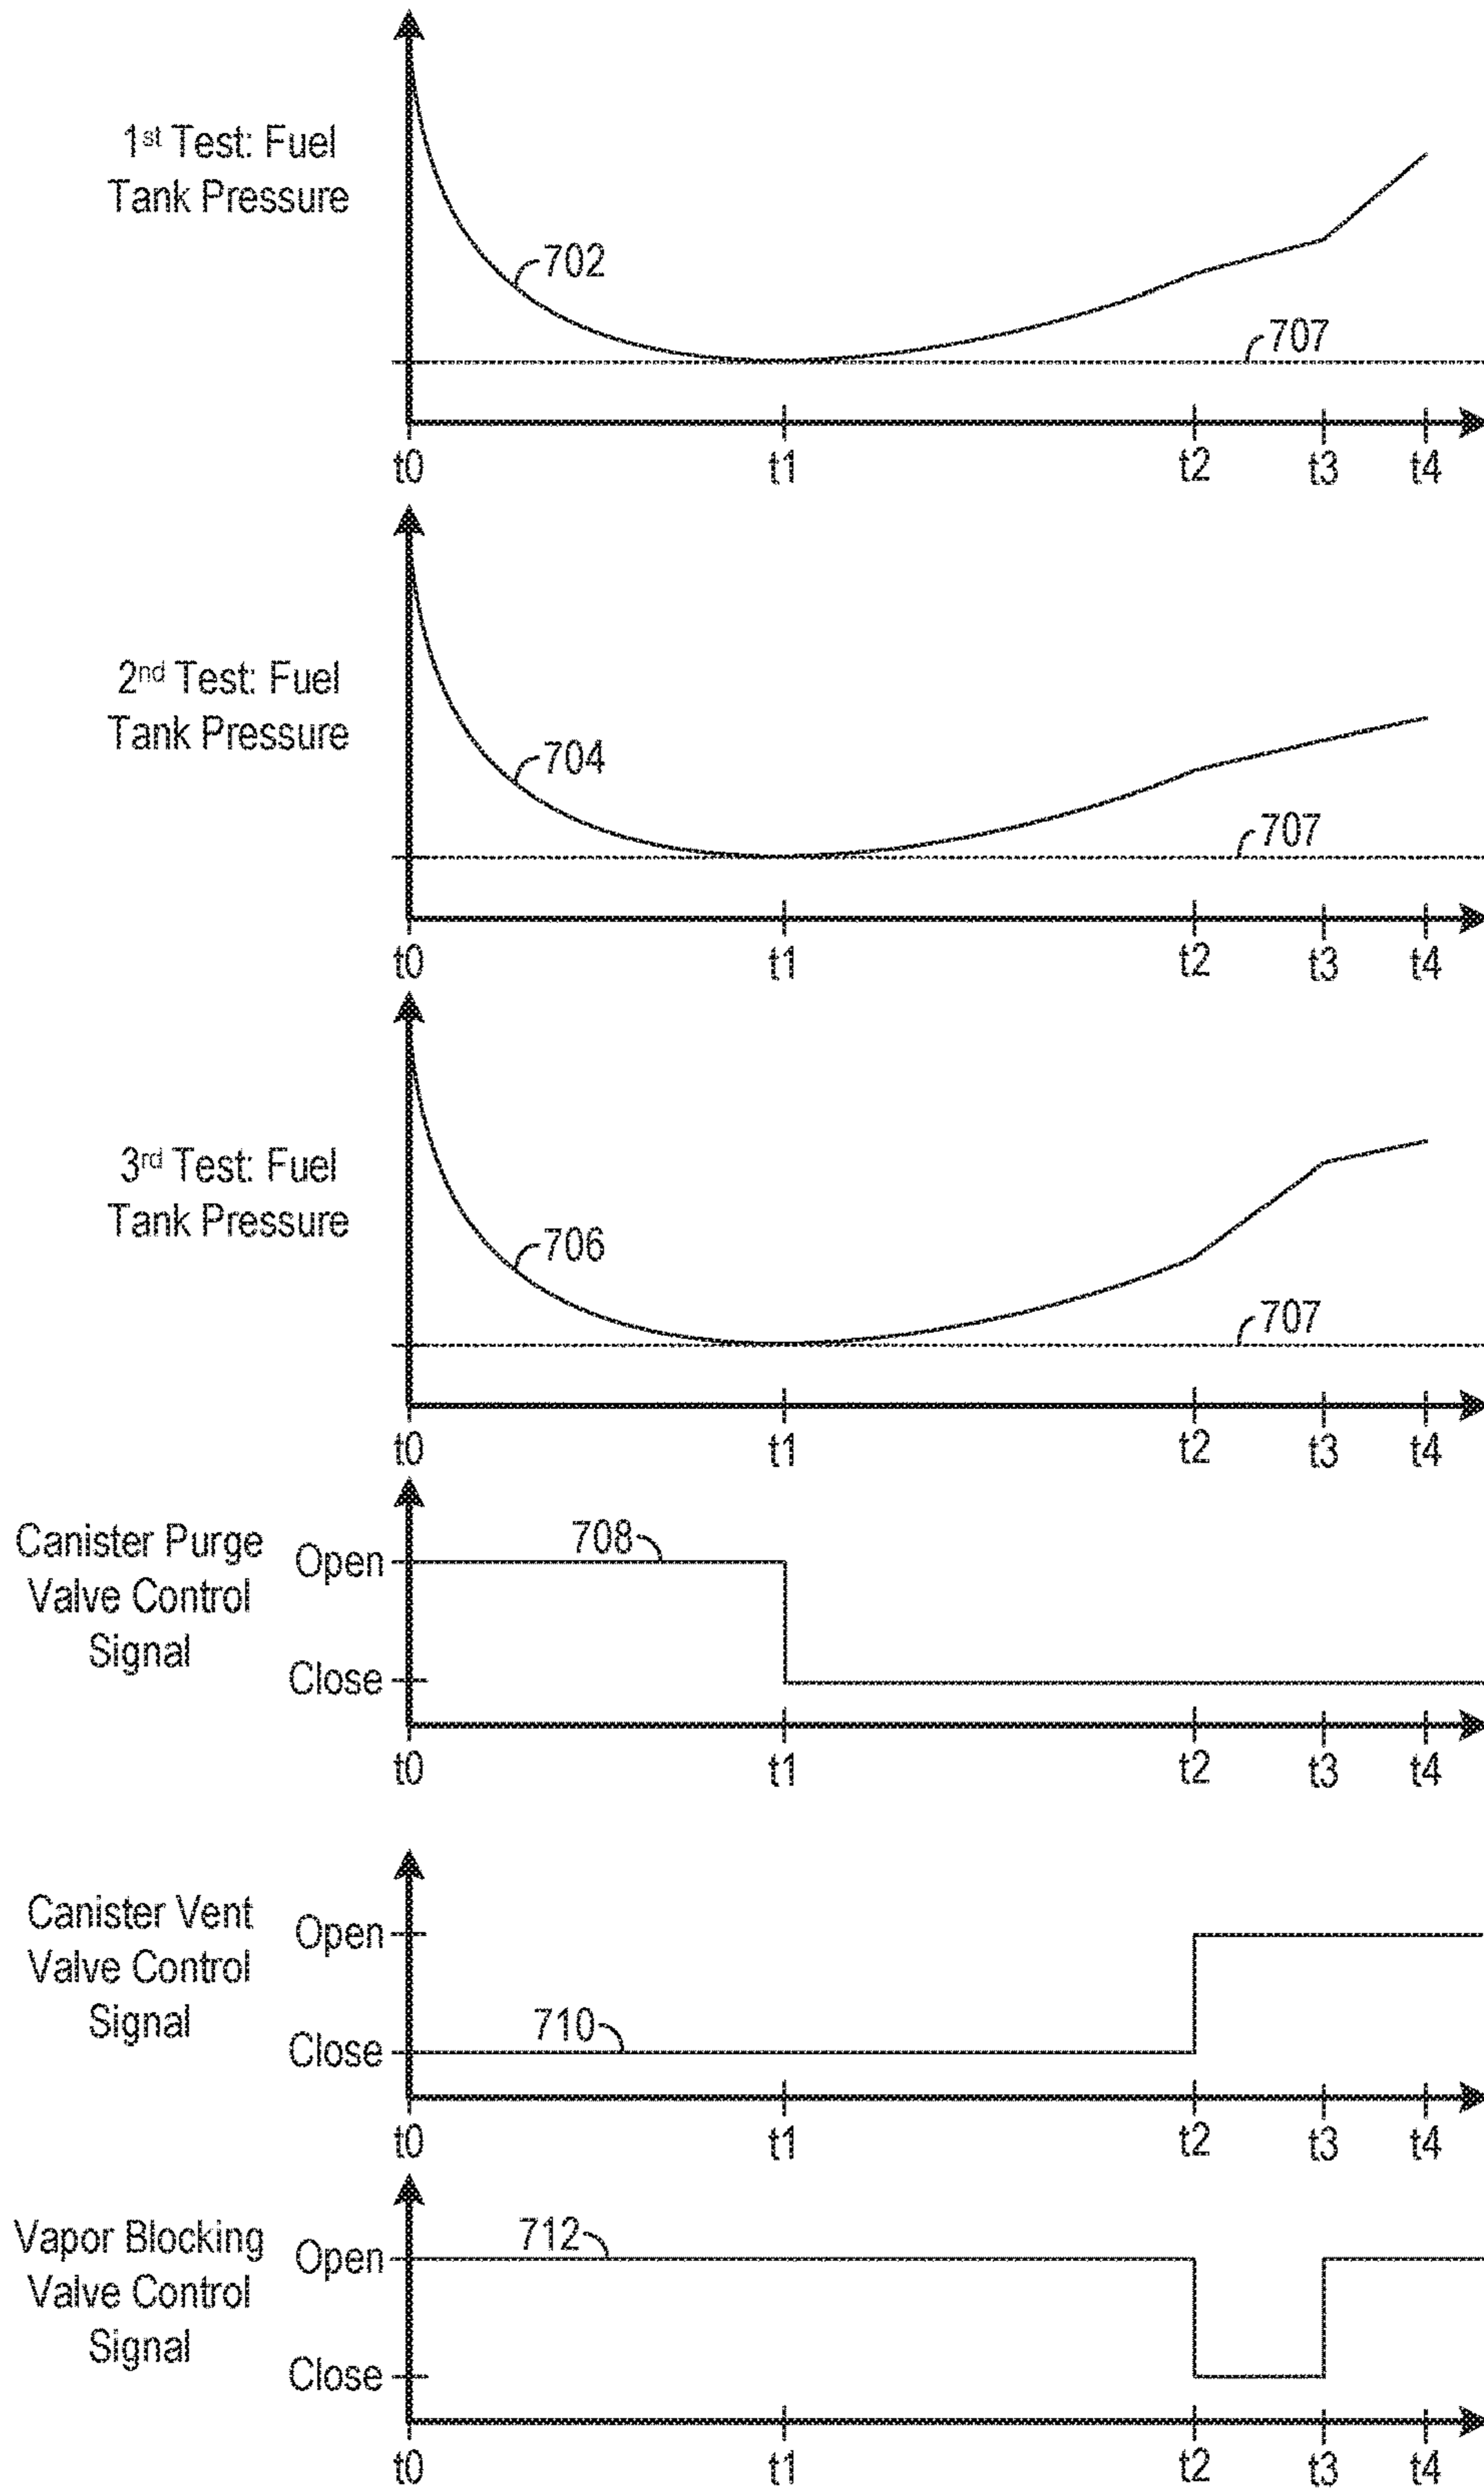 1st Test: Fuel
Tank Pressure
702
707
t0 t1 t2 t3 t4
2nd Test: Fuel
Tank Pressure
704
707
t0 t1 t2 t3 t4
3rd Test: Fuel
Tank Pressure
706
707
t0 t1 t2 t3 t4
Canister Purge
Valve Control
Signal
Open
708
Close
t0 t1 t2 t3 t4
Canister Vent
Valve Control
Signal
Open
710
Close
t0 t1 t2 t3 t4
Vapor Blocking
Valve Control
Signal
Open
712
Close
t0 t1 t2 t3 t4